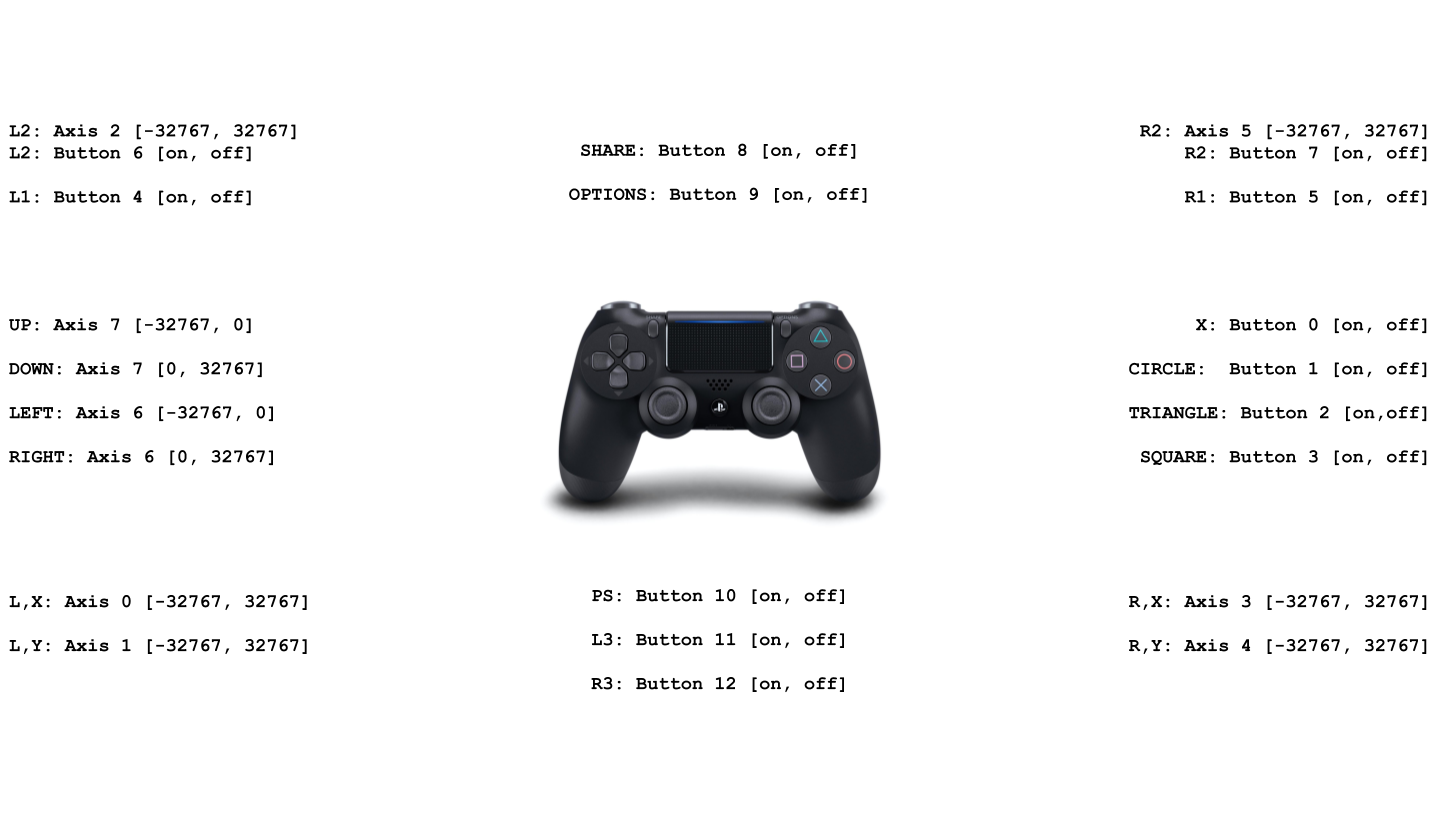 L2: Axis 2 [-32767, 32767]
L2: Button 6 [on, off]
L1: Button 4 [on, off]
SHARE: Button 8 [on, off]
OPTIONS: Button 9 [on, off]
R2: Axis 5 [-32767, 32767]
R2: Button 7 [on, off]
R1: Button 5 [on, off]
UP: Axis 7 [-32767, 0]
DOWN: Axis 7 [0, 32767]
LEFT: Axis 6 [-32767, 0]
RIGHT: Axis 6 [0, 32767]
X: Button 0 [on, off]
CIRCLE:  Button 1 [on, off]
TRIANGLE: Button 2 [on,off]
SQUARE: Button 3 [on, off]
L,X: Axis 0 [-32767, 32767]
L,Y: Axis 1 [-32767, 32767]
PS: Button 10 [on, off]
L3: Button 11 [on, off]
R3: Button 12 [on, off]
R,X: Axis 3 [-32767, 32767]
R,Y: Axis 4 [-32767, 32767]